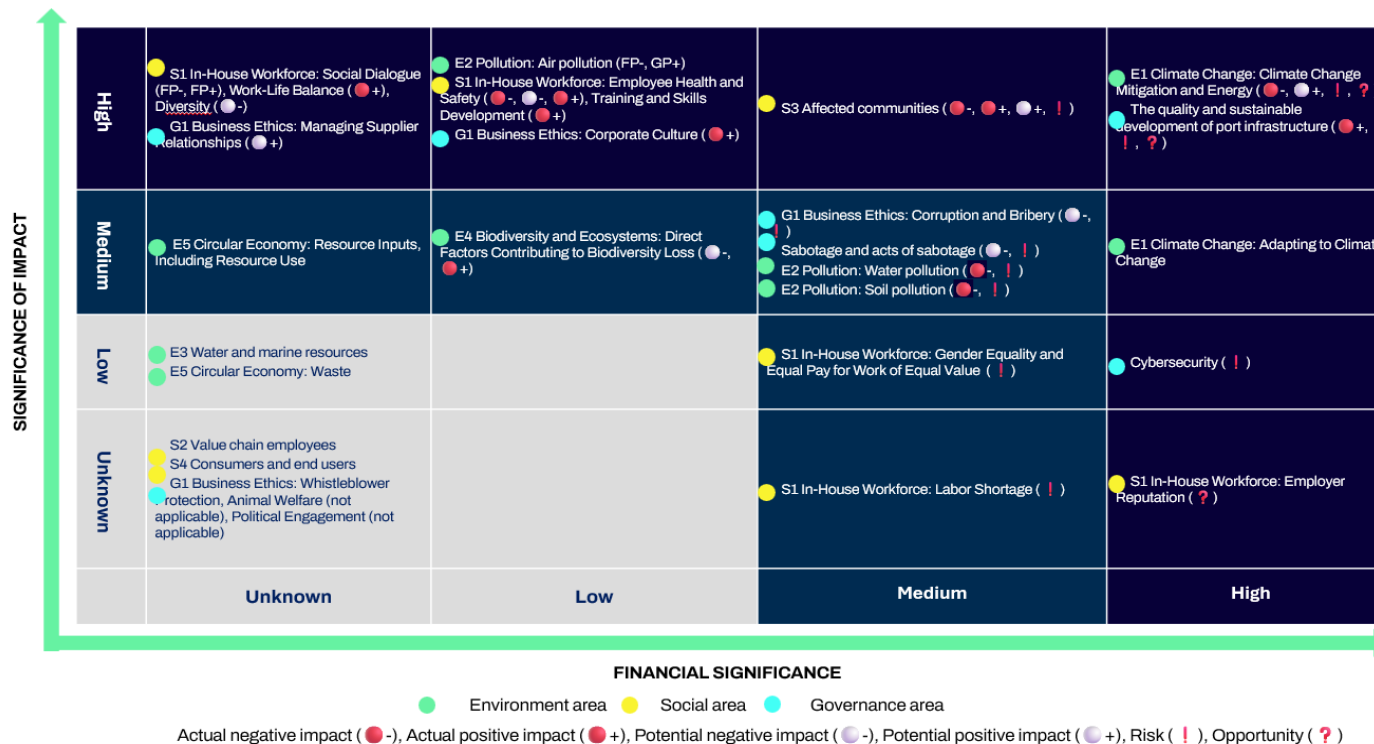 SIGNIFICANCE OF IMPACT
High
S1 In-House Workforce: Social Dialogue
(FP-, FP+), Work-Life Balance (🔴+),
Diversity (⚪-)
G1 Business Ethics: Managing Supplier
Relationships (⚪+)
E2 Pollution: Air pollution (FP-, GP+)
S1 In-House Workforce: Employee Health and
Safety (🔴-, ⚪-, 🔴+), Training and Skills
Development (🔴+)
G1 Business Ethics: Corporate Culture (🔴+)
S3 Affected communities (🔴-, 🔴+, ⚪+, ❗)
E1 Climate Change: Climate Change
Mitigation and Energy (🔴-, ⚪+, ❗, ❓
The quality and sustainable
development of port infrastructure (🔴+,
❗, ❓)
Medium
E5 Circular Economy: Resource Inputs,
Including Resource Use
E4 Biodiversity and Ecosystems: Direct
Factors Contributing to Biodiversity Loss (⚪-,
🔴+)
G1 Business Ethics: Corruption and Bribery (⚪-,
❗)
Sabotage and acts of sabotage (⚪-, ❗)
E2 Pollution: Water pollution (🔴-, ❗)
E2 Pollution: Soil pollution (🔴-, ❗)
E1 Climate Change: Adapting to Climat
Change
Low
E3 Water and marine resources
E5 Circular Economy: Waste
S1 In-House Workforce: Gender Equality and
Equal Pay for Work of Equal Value (❗)
Cybersecurity (❗)
Unknown
S2 Value chain employees
S4 Consumers and end users
G1 Business Ethics: Whistleblower
Protection, Animal Welfare (not
applicable), Political Engagement (not
applicable)
S1 In-House Workforce: Labor Shortage (❗)
S1 In-House Workforce: Employer
Reputation (❓)
Unknown
Low
Medium
High
FINANCIAL SIGNIFICANCE
Environment area
Social area
Governance area
Actual negative impact (🔴-), Actual positive impact (🔴+), Potential negative impact (⚪-), Potential positive impact (⚪+), Risk (❗), Opportunity (❓)